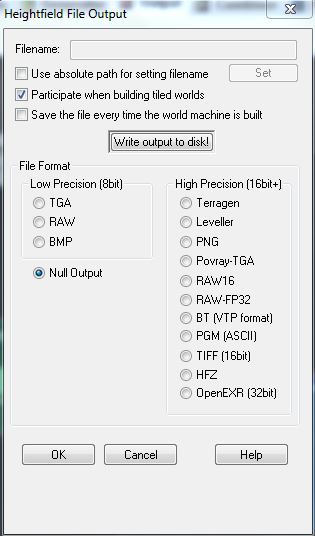 Heightfield File Output
Filename:
Use absolute path for setting filename
Set
Participate when building tiled worlds
Save the file every time the world machine is built
Write output to disk!
File Format
Low Precision (8bit)
TGA
RAW
BMP
Null Output
High Precision (16bit+)
Terragen
Leveller
PNG
Povray-TGA
RAW16
RAW-FP32
BT (VTP format)
PGM (ASCII)
TIFF (16bit)
HFZ
OpenEXR (32bit)
OK
Cancel
Help